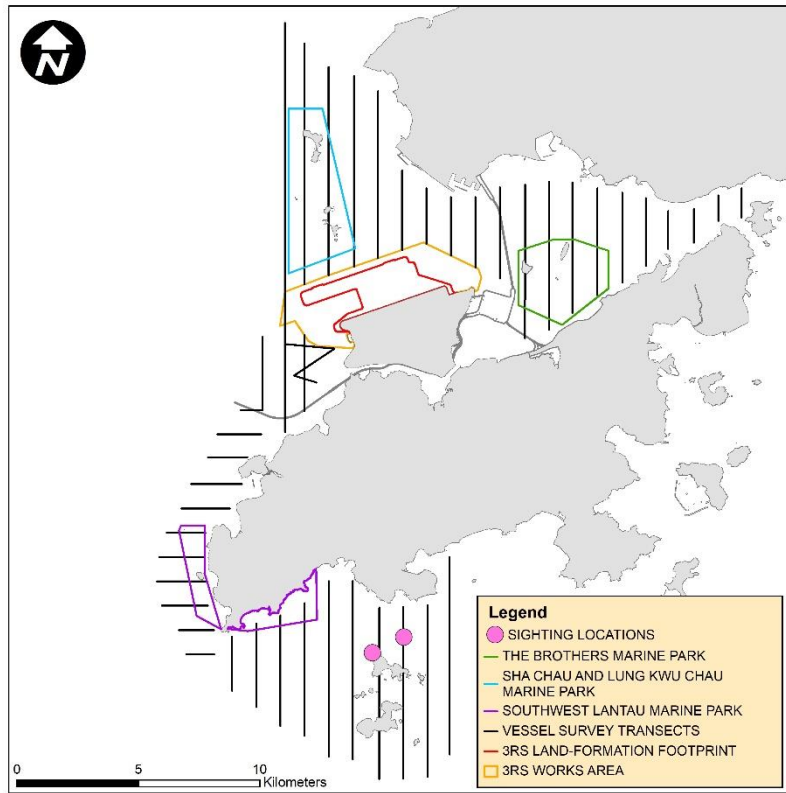 N
Legend
SIGHTING LOCATIONS
THE BROTHERS MARINE PARK
SHA CHAU AND LUNG KWU CHAU
MARINE PARK
SOUTHWEST LANTAU MARINE PARK
VESSEL SURVEY TRANSECTS
3RS LAND-FORMATION FOOTPRINT
3RS WORKS AREA
0 5 10
Kilometers